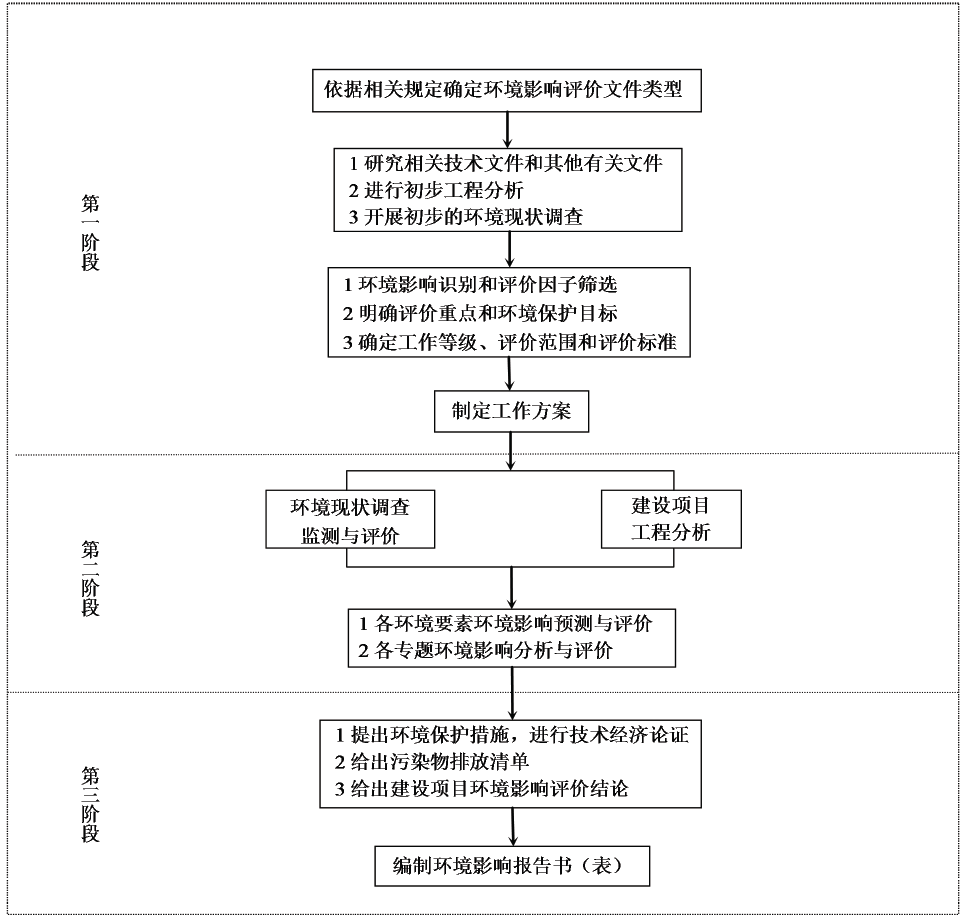 依据相关规定确定环境影响评价文件类型
1 研究相关技术文件和其他有关文件
2 进行初步工程分析
3 开展初步的环境现状调查
第一阶段
1 环境影响识别和评价因子筛选
2 明确评价重点和环境保护目标
3 确定工作等级、评价范围和评价标准
制定工作方案
环境现状调查
监测与评价
建设项目
工程分析
第二阶段
1 各环境要素环境影响预测与评价
2 各专题环境影响分析与评价
1 提出环境保护措施，进行技术经济论证
2 给出污染物排放清单
3 给出建设项目环境影响评价结论
第三阶段
编制环境影响报告书（表）